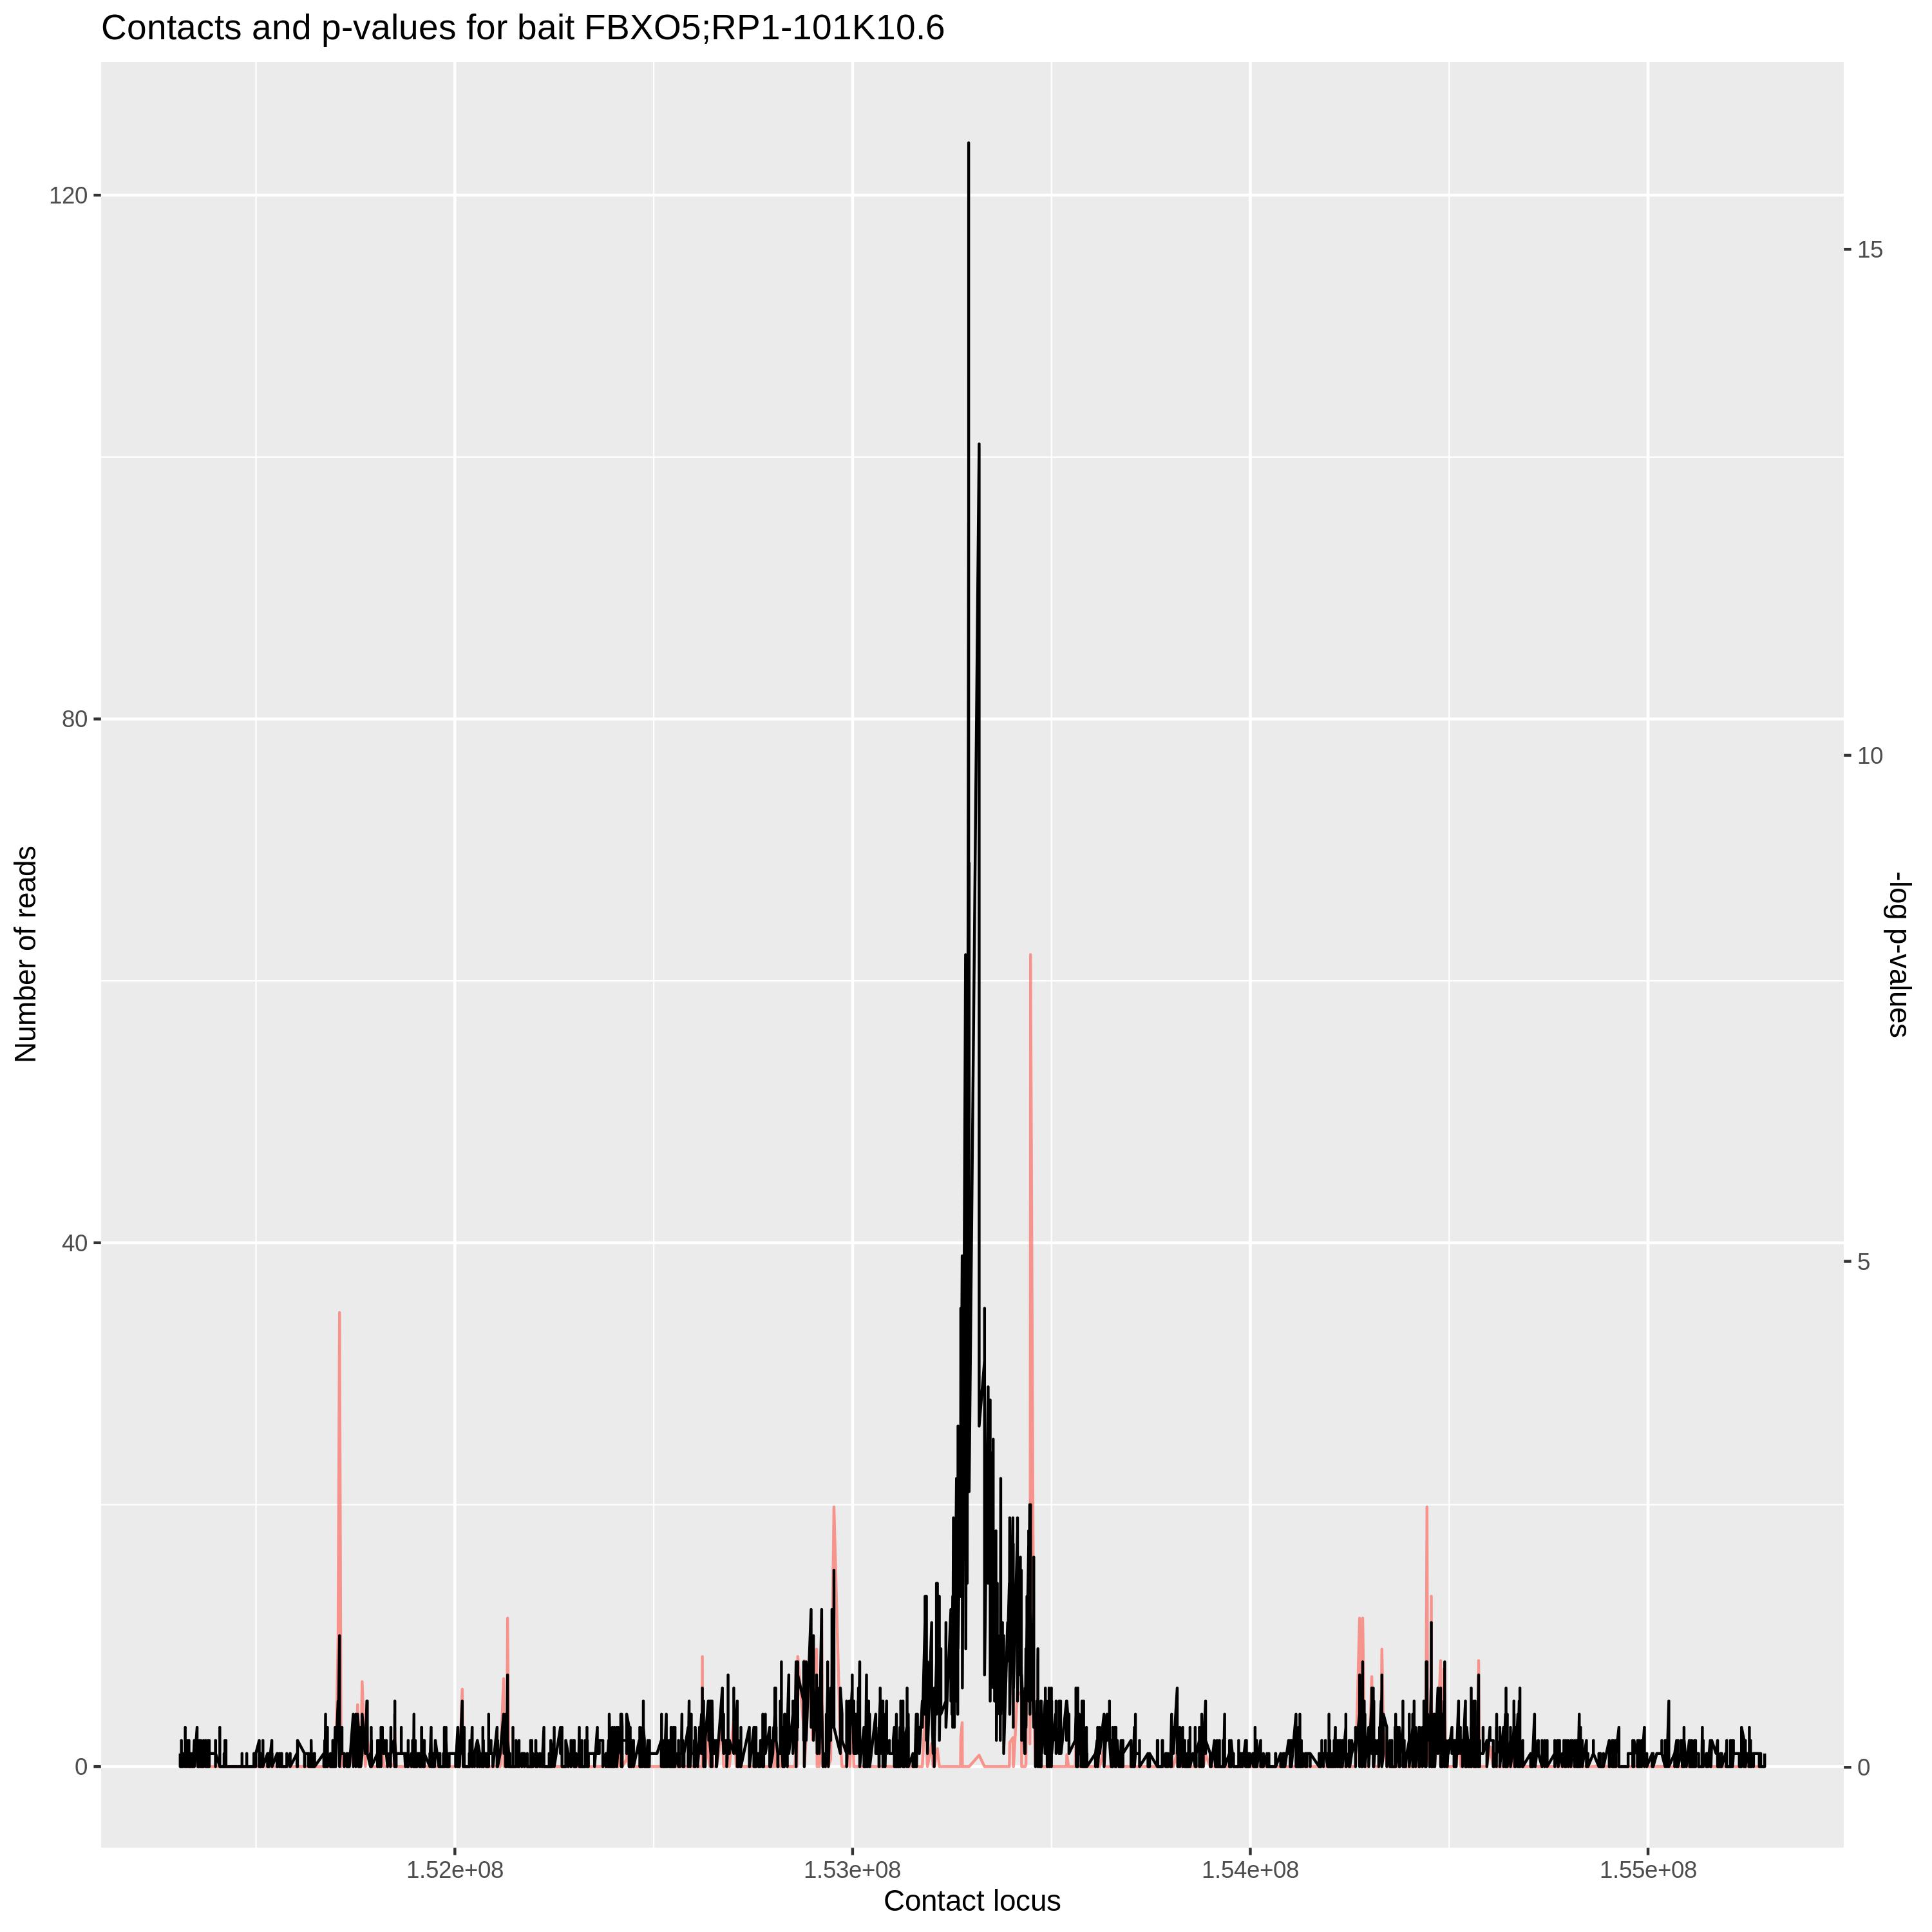 Contacts and p-values for bait FBXO5;RP1-101K10.6
120
80
40
0
15
10
5
0
Number of reads
-log p-values
1.52e+08 1.53e+08 1.54e+08 1.55e+08
Contact locus